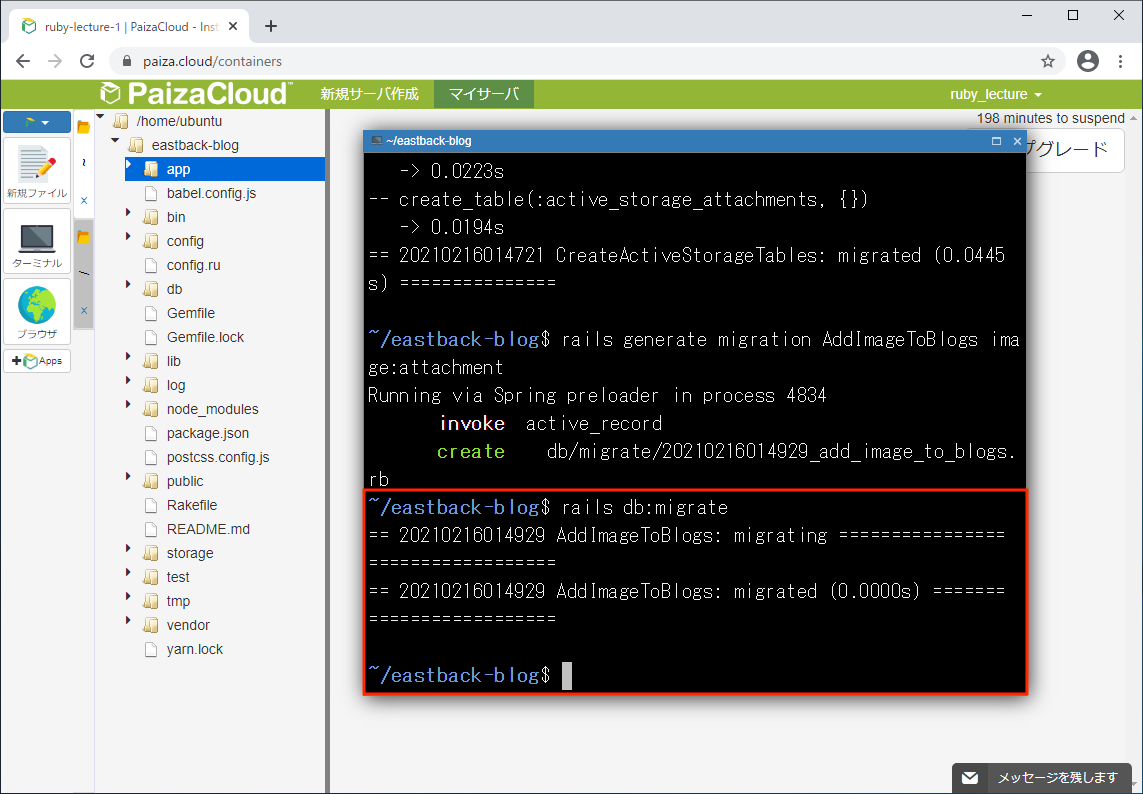 ruby-lecture-1 | PaizaCloud - Inst
paiza.cloud/containers
PaizaCloud™
新規サーバ作成
マイサーバ
ruby_lecture
198 minutes to suspend
プグレード
新規ファイル
ターミナル
ブラウザ
+ Apps
~
x
/
x
/home/ubuntu
eastback-blog
app
babel.config.js
bin
config
config.ru
db
Gemfile
Gemfile.lock
lib
log
node_modules
package.json
postcss.config.js
public
Rakefile
README.md
storage
test
tmp
vendor
yarn.lock
~/eastback-blog
-> 0.0223s
-- create_table(:active_storage_attachments, {})
-> 0.0194s
== 20210216014721 CreateActiveStorageTables: migrated (0.0445
s) ===============
~/eastback-blog$ rails generate migration AddImageToBlogs ima
ge:attachment
Running via Spring preloader in process 4834
invoke active_record
create db/migrate/20210216014929_add_image_to_blogs.
rb
~/eastback-blog$ rails db:migrate
== 20210216014929 AddImageToBlogs: migrating ================
==================
== 20210216014929 AddImageToBlogs: migrated (0.0000s) =======
==================
~/eastback-blog$
メッセージを残します